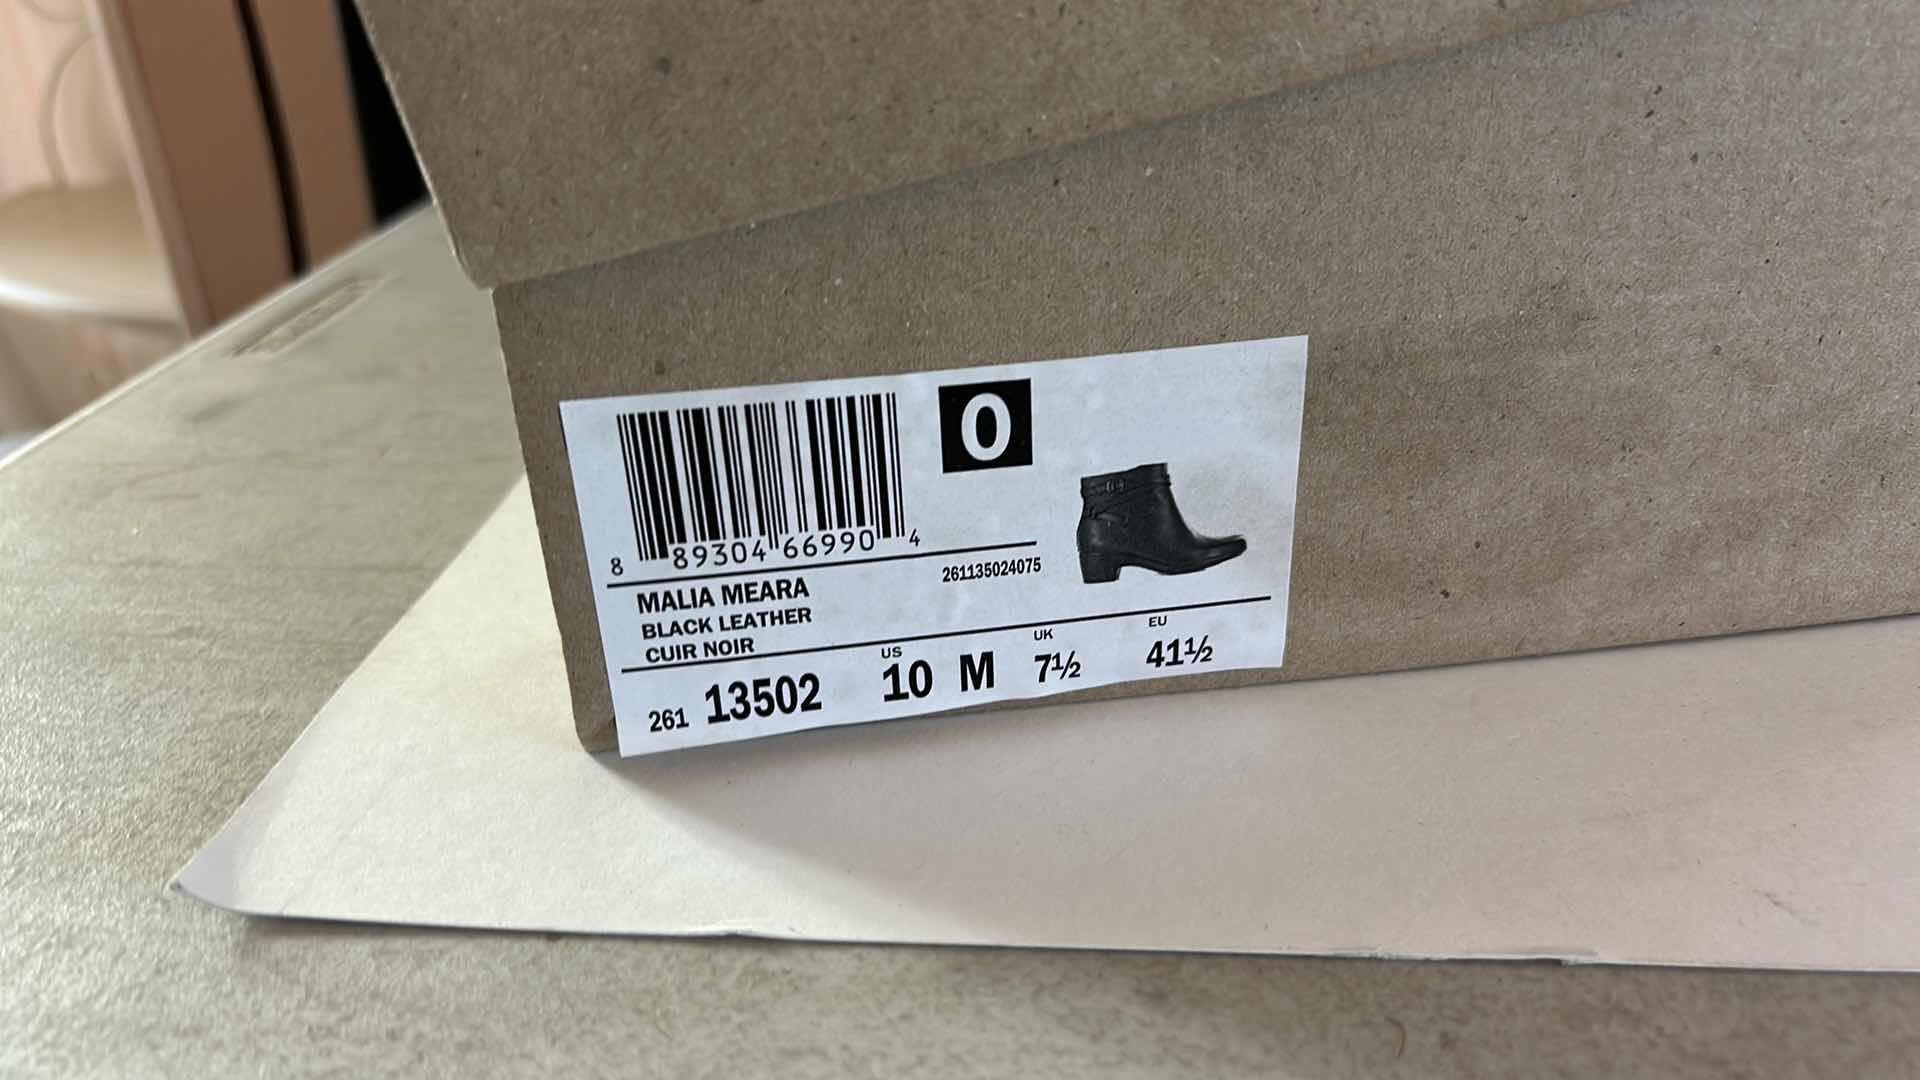 0
8 89304 66990 4
261135024075
MALIA MEARA
BLACK LEATHER
CUIR NOIR
US UK EU
261 13502 10 M 7½ 41½